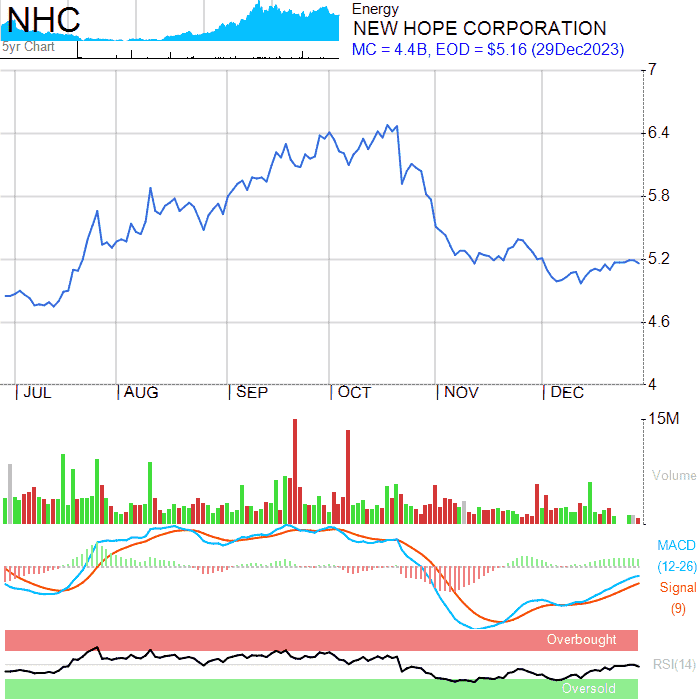 NHC
5yr Chart
Energy
NEW HOPE CORPORATION
MC = 4.4B, EOD = $5.16 (29Dec2023)
7
6.4
5.8
5.2
4.6
4
JUL AUG SEP OCT NOV DEC
15M
Volume
MACD
(12-26)
Signal
(9)
Overbought
RSI(14)
Oversold